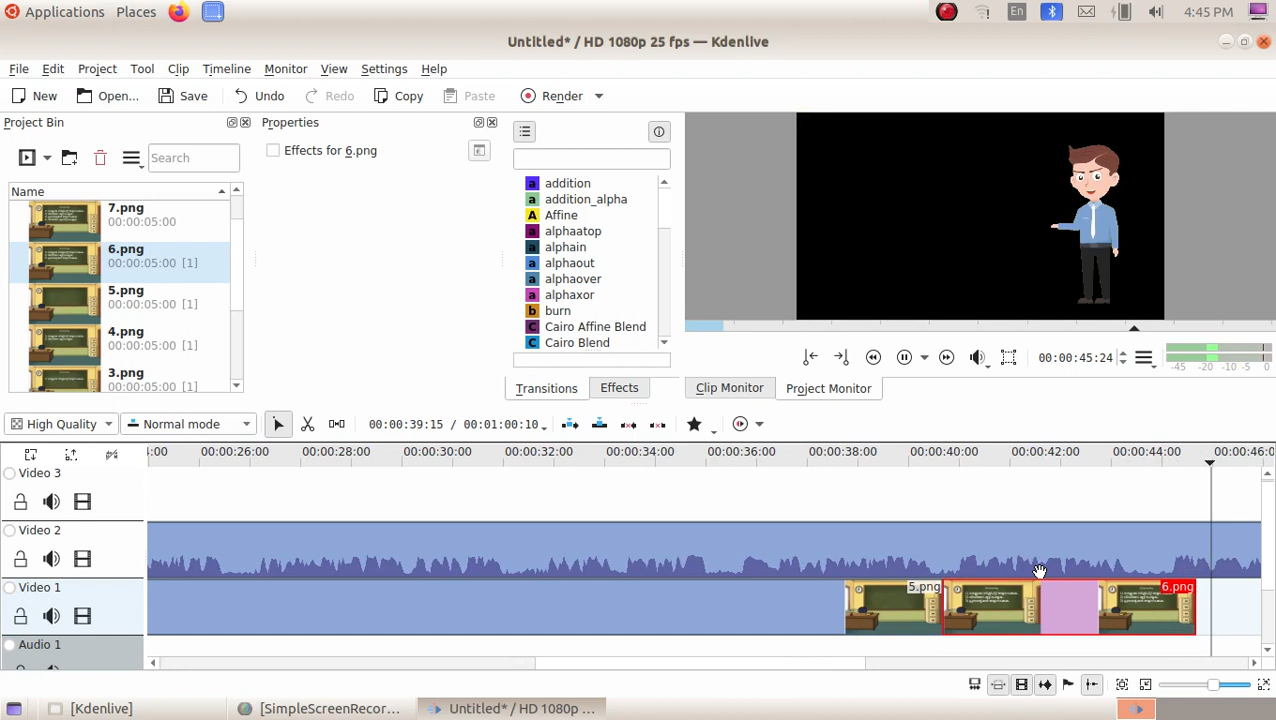 Applications Places En 4:45 PM
Untitled* / HD 1080p 25 fps — Kdenlive
File Edit Project Tool Clip Timeline Monitor View Settings Help
New Open... Save Undo Redo Copy Paste Render
Project Bin
Search
Name
7.png
00:00:05:00
6.png
00:00:05:00 [1]
5.png
00:00:05:00 [1]
4.png
00:00:05:00 [1]
3.png
00:00:05:00 [1]
Properties
Effects for 6.png
a addition
a addition_alpha
A Affine
a alphaatop
a alphain
a alphaout
a alphaover
a alphaxor
b burn
C Cairo Affine Blend
C Cairo Blend
Transitions Effects
00:00:45:24
-45 -20 -10 -5 0
Clip Monitor Project Monitor
High Quality Normal mode 00:00:39:15 / 00:01:00:10
4:00 00:00:26:00 00:00:28:00 00:00:30:00 00:00:32:00 00:00:34:00 00:00:36:00 00:00:38:00 00:00:40:00 00:00:42:00 00:00:44:00 00:00:46:0
Video 3
Video 2
Video 1
5.png 6.png
Audio 1
[Kdenlive] [SimpleScreenRecor... Untitled* / HD 1080p ...